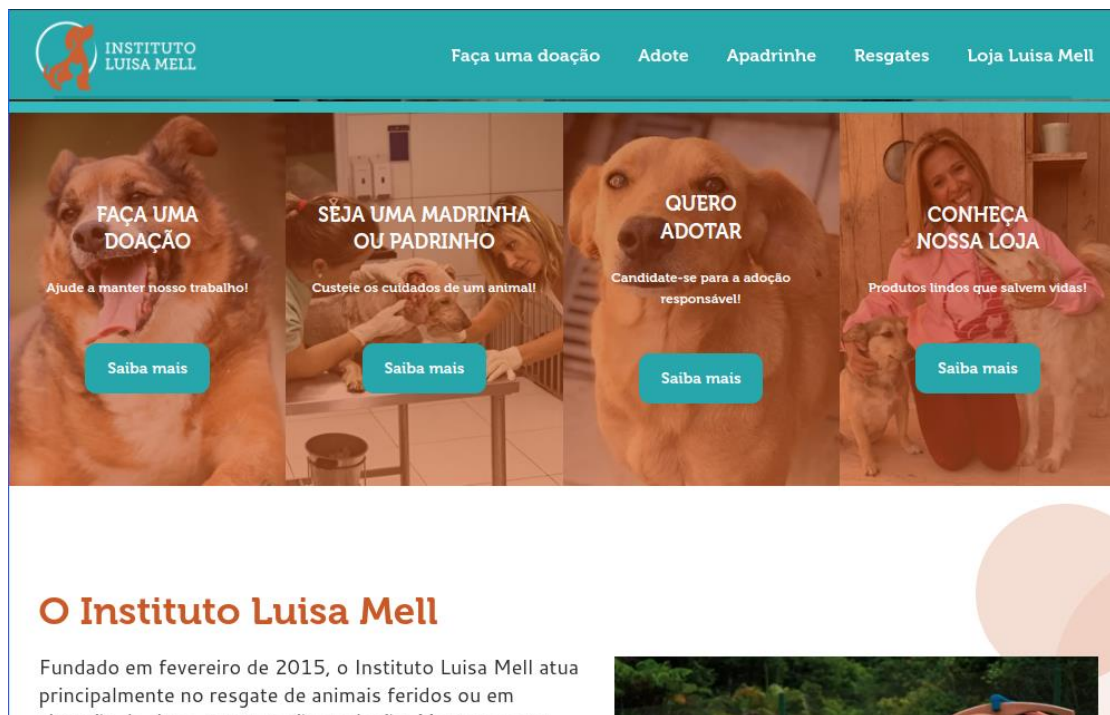 INSTITUTO
LUISA MELL
Faça uma doação
Adote
Apadrinhe
Resgates
Loja Luisa Mell
FAÇA UMA
DOAÇÃO
Ajude a manter nosso trabalho!
Saiba mais
SEJA UMA MADRINHA
OU PADRINHO
Custeie os cuidados de um animal!
Saiba mais
QUERO
ADOTAR
Candidate-se para a adoção
responsável!
Saiba mais
CONHEÇA
NOSSA LOJA
Produtos lindos que salvem vidas!
Saiba mais
O Instituto Luisa Mell
Fundado em fevereiro de 2015, o Instituto Luisa Mell atua
principalmente no resgate de animais feridos ou em